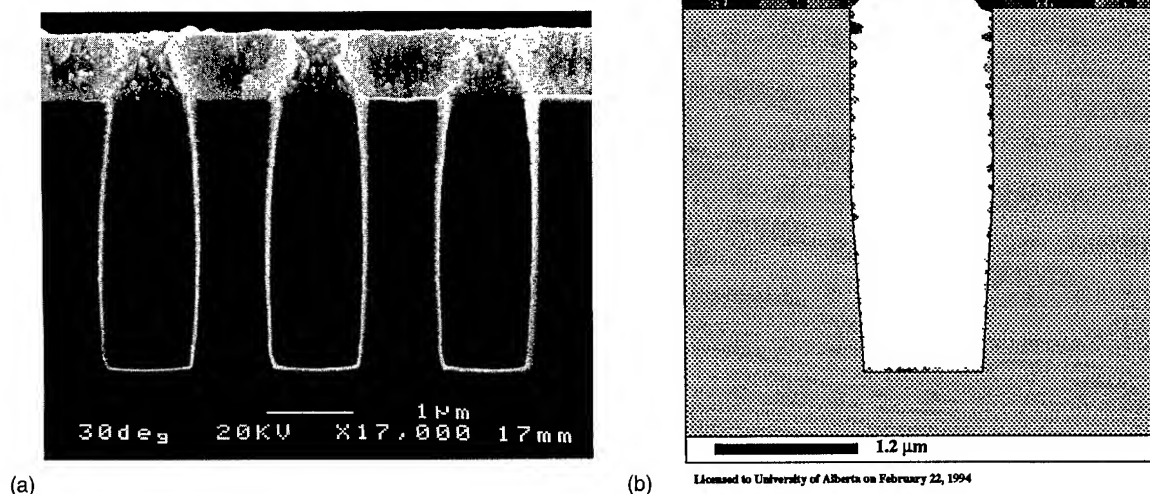 1µm
30deg 20KV X17,000 17mm
(a)
1.2 µm
(b)
Licensed to University of Alberta on February 22, 1994